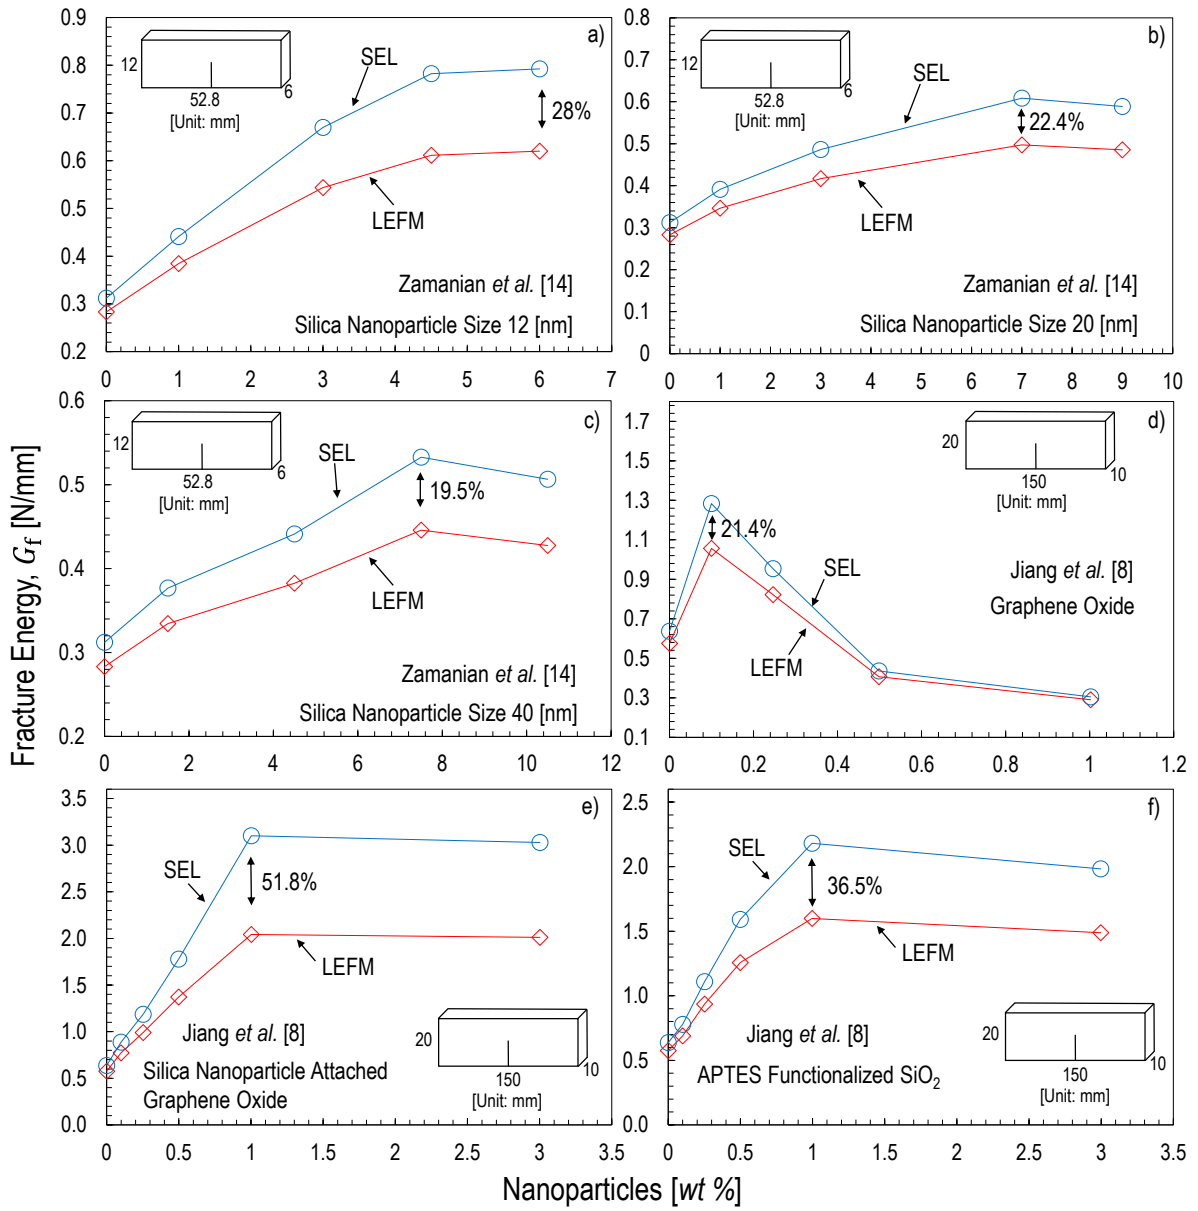 Fracture Energy, G_f [N/mm]
a)
0.9
0.8
0.7
0.6
0.5
0.4
0.3
0.2
0 1 2 3 4 5 6 7
12
52.8
6
[Unit: mm]
SEL
28%
LEFM
Zamanian et al. [14]
Silica Nanoparticle Size 12 [nm]
b)
0.8
0.6
0.4
0.3
0.2
0
0 1 2 3 4 5 6 7 8 9 10
12
52.8
6
[Unit: mm]
SEL
22.4%
LEFM
Zamanian et al. [14]
Silica Nanoparticle Size 20 [nm]
c)
0.6
0.5
0.4
0.3
0.2
0 2 4 6 8 10 12
12
52.8
6
[Unit: mm]
SEL
19.5%
LEFM
Zamanian et al. [14]
Silica Nanoparticle Size 40 [nm]
d)
1.7
1.5
1.3
1.1
0.9
0.7
0.5
0.3
0.1
0 0.2 0.4 0.6 0.8 1 1.2
20
150
10
[Unit: mm]
21.4%
SEL
LEFM
Jiang et al. [8]
Graphene Oxide
e)
3.5
3.0
2.5
2.0
1.5
1.0
0.5
0.0
0 0.5 1 1.5 2 2.5 3 3.5
SEL
51.8%
LEFM
Jiang et al. [8]
Silica Nanoparticle Attached
Graphene Oxide
20
150
10
[Unit: mm]
f)
2.5
2.0
1.5
1.0
0.5
0.0
0 0.5 1 1.5 2 2.5 3 3.5
SEL
36.5%
LEFM
Jiang et al. [8]
APTES Functionalized SiO₂
20
150
10
[Unit: mm]
Nanoparticles [wt %]